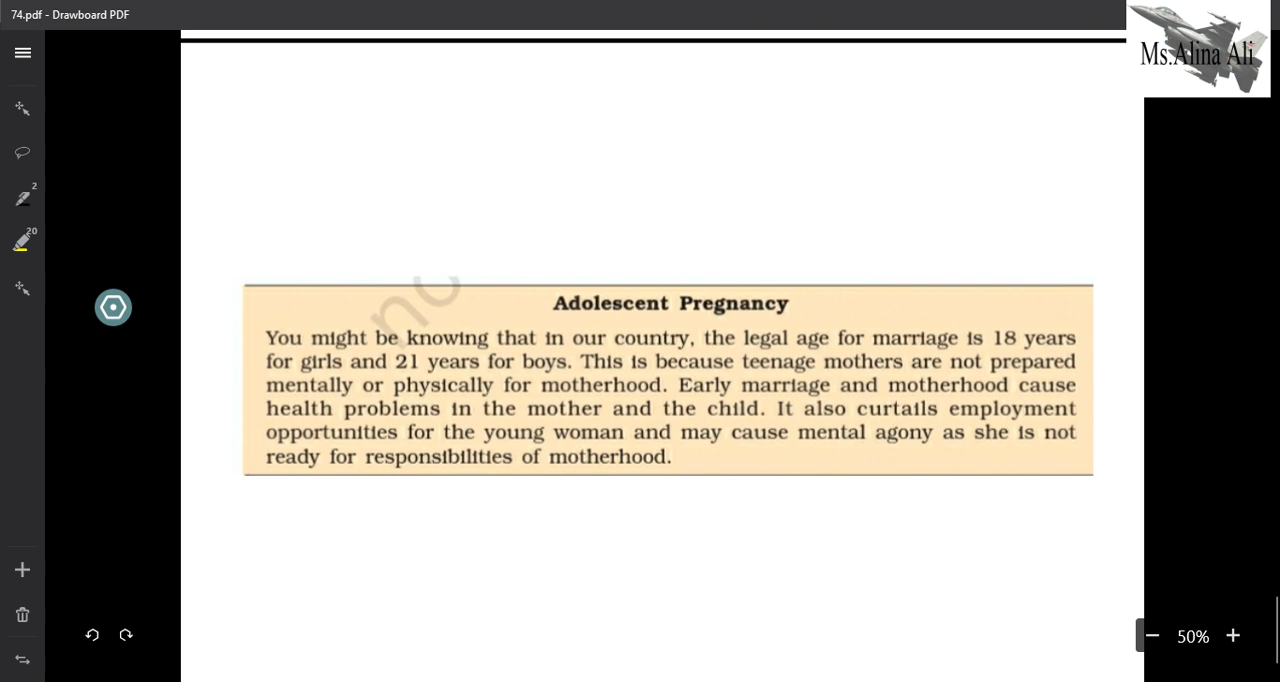 74.pdf - Drawboard PDF
Ms.Alina Ali
2
20
nc
Adolescent Pregnancy
You might be knowing that in our country, the legal age for marriage is 18 years
for girls and 21 years for boys. This is because teenage mothers are not prepared
mentally or physically for motherhood. Early marriage and motherhood cause
health problems in the mother and the child. It also curtails employment
opportunities for the young woman and may cause mental agony as she is not
ready for responsibilities of motherhood.
50%